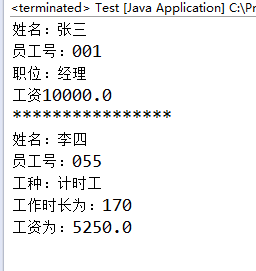 <terminated> Test [Java Application] C:\Pr
姓名：张三
员工号：001
职位：经理
工资10000.0
****************
姓名：李四
员工号：055
工种：计时工
工作时长为：170
工资为：5250.0